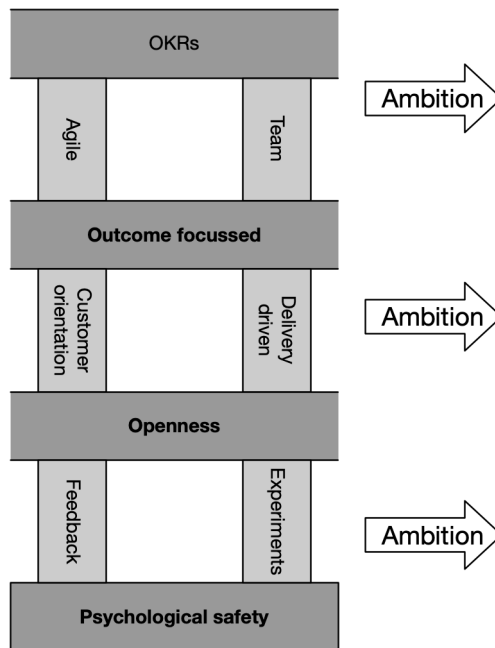 OKRs
Agile
Team
Ambition
Outcome focussed
Customer
orientation
Delivery
driven
Ambition
Openness
Feedback
Experiments
Ambition
Psychological safety